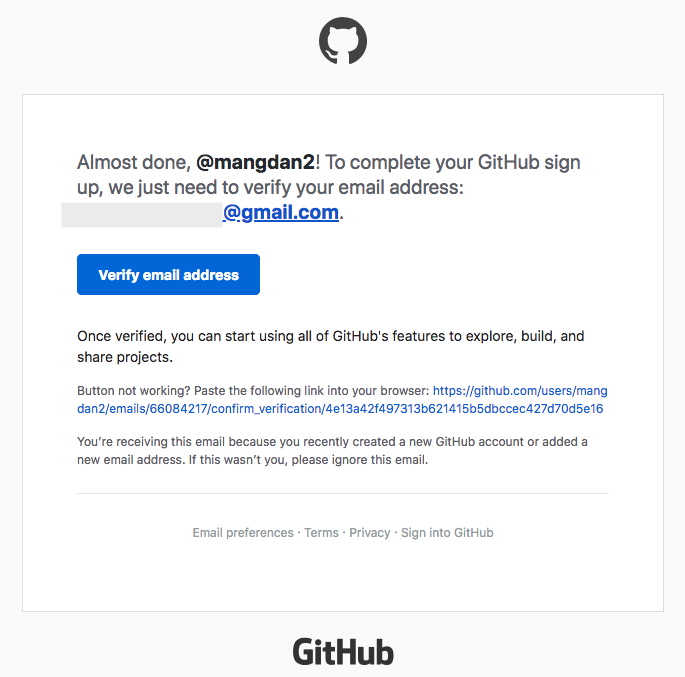 Almost done, @mangdan2! To complete your GitHub sign
up, we just need to verify your email address:
@gmail.com.
Verify email address
Once verified, you can start using all of GitHub's features to explore, build, and
share projects.
Button not working? Paste the following link into your browser: https://github.com/users/mang
dan2/emails/66084217/confirm_verification/4e13a42f497313b621415b5dbccec427d70d5e16
You’re receiving this email because you recently created a new GitHub account or added a
new email address. If this wasn’t you, please ignore this email.
Email preferences · Terms · Privacy · Sign into GitHub
GitHub